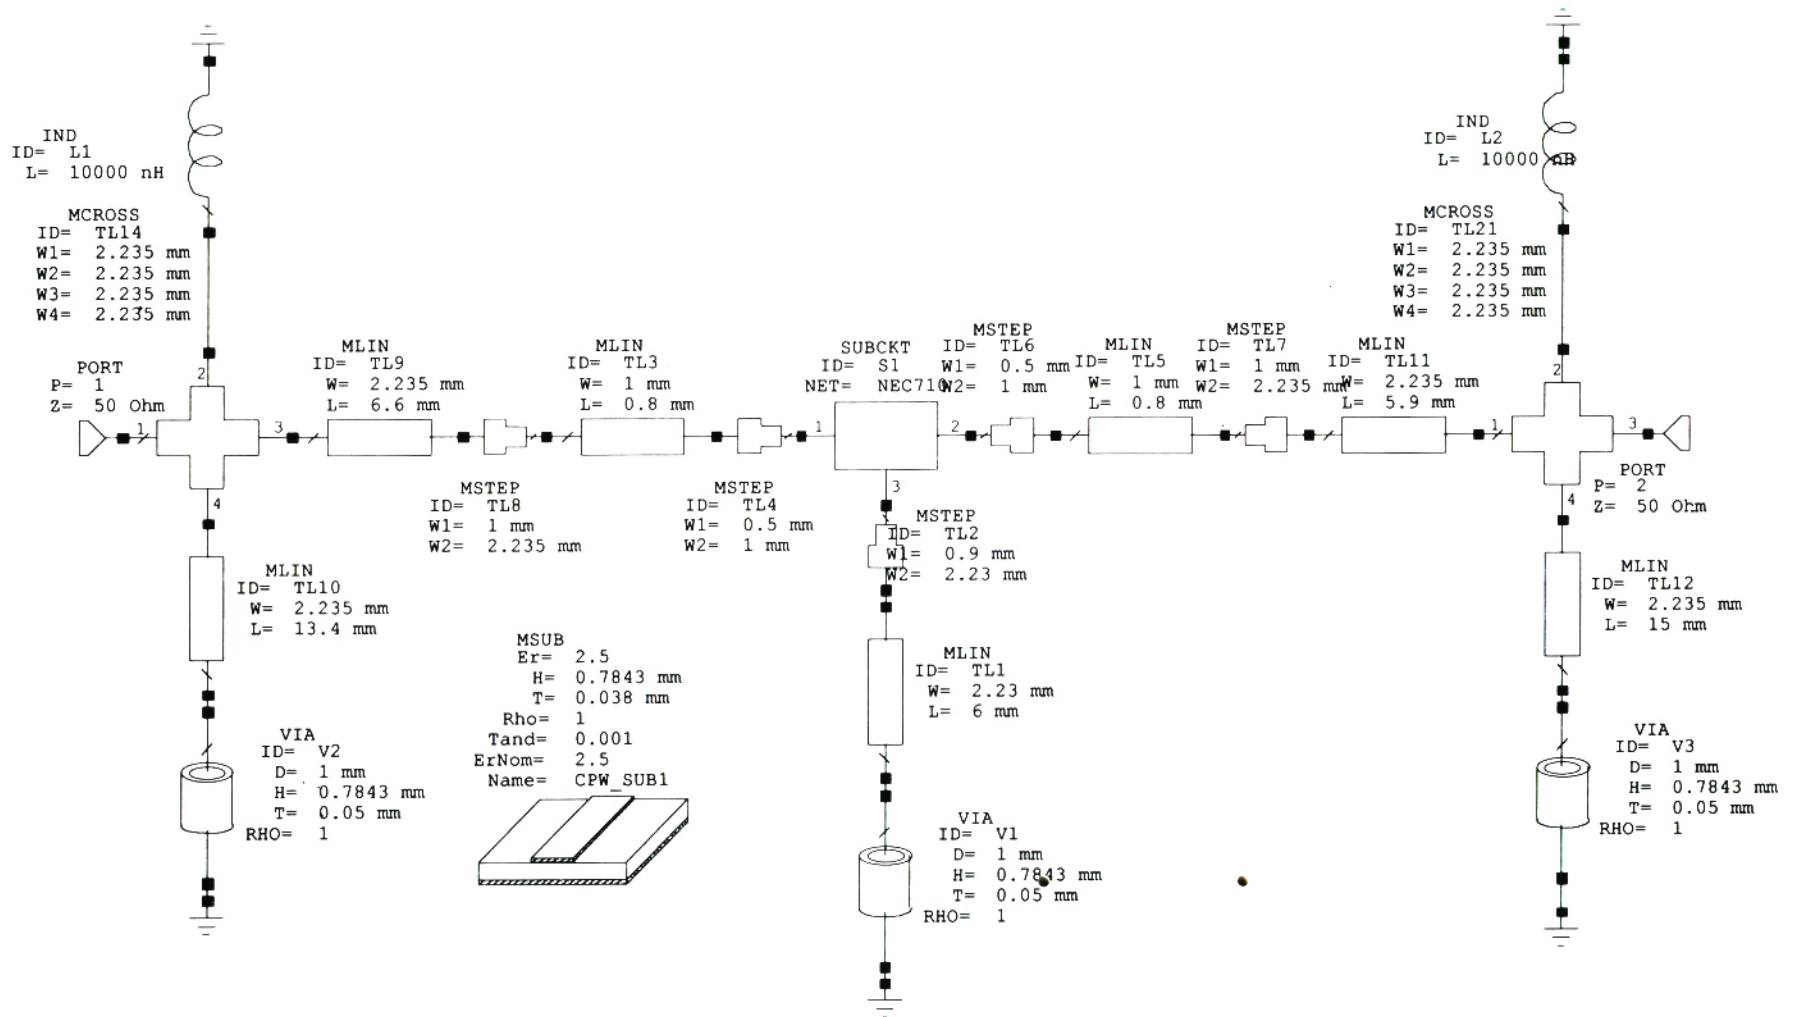 IND
ID= L1
L= 10000 nH
MCROSS
ID= TL14
W1= 2.235 mm
W2= 2.235 mm
W3= 2.235 mm
W4= 2.235 mm
PORT
P= 1
Z= 50 Ohm
1
2
3
4
MLIN
ID= TL9
W= 2.235 mm
L= 6.6 mm
MSTEP
ID= TL8
W1= 1 mm
W2= 2.235 mm
MLIN
ID= TL3
W= 1 mm
L= 0.8 mm
MSTEP
ID= TL4
W1= 0.5 mm
W2= 1 mm
SUBCKT
ID= S1
NET= NEC710
1
2
3
MSTEP
ID= TL6
W1= 0.5 mm
W2= 1 mm
MLIN
ID= TL5
W= 1 mm
L= 0.8 mm
MSTEP
ID= TL7
W1= 1 mm
W2= 2.235 mm
MLIN
ID= TL11
W= 2.235 mm
L= 5.9 mm
IND
ID= L2
L= 10000 nH
MCROSS
ID= TL21
W1= 2.235 mm
W2= 2.235 mm
W3= 2.235 mm
W4= 2.235 mm
1
2
3
4
PORT
P= 2
Z= 50 Ohm
MLIN
ID= TL10
W= 2.235 mm
L= 13.4 mm
VIA
ID= V2
D= 1 mm
H= 0.7843 mm
T= 0.05 mm
RHO= 1
MSUB
Er= 2.5
H= 0.7843 mm
T= 0.038 mm
Rho= 1
Tand= 0.001
ErNom= 2.5
Name= CPW_SUB1
MSTEP
ID= TL2
W1= 0.9 mm
W2= 2.23 mm
MLIN
ID= TL1
W= 2.23 mm
L= 6 mm
VIA
ID= V1
D= 1 mm
H= 0.7843 mm
T= 0.05 mm
RHO= 1
MLIN
ID= TL12
W= 2.235 mm
L= 15 mm
VIA
ID= V3
D= 1 mm
H= 0.7843 mm
T= 0.05 mm
RHO= 1